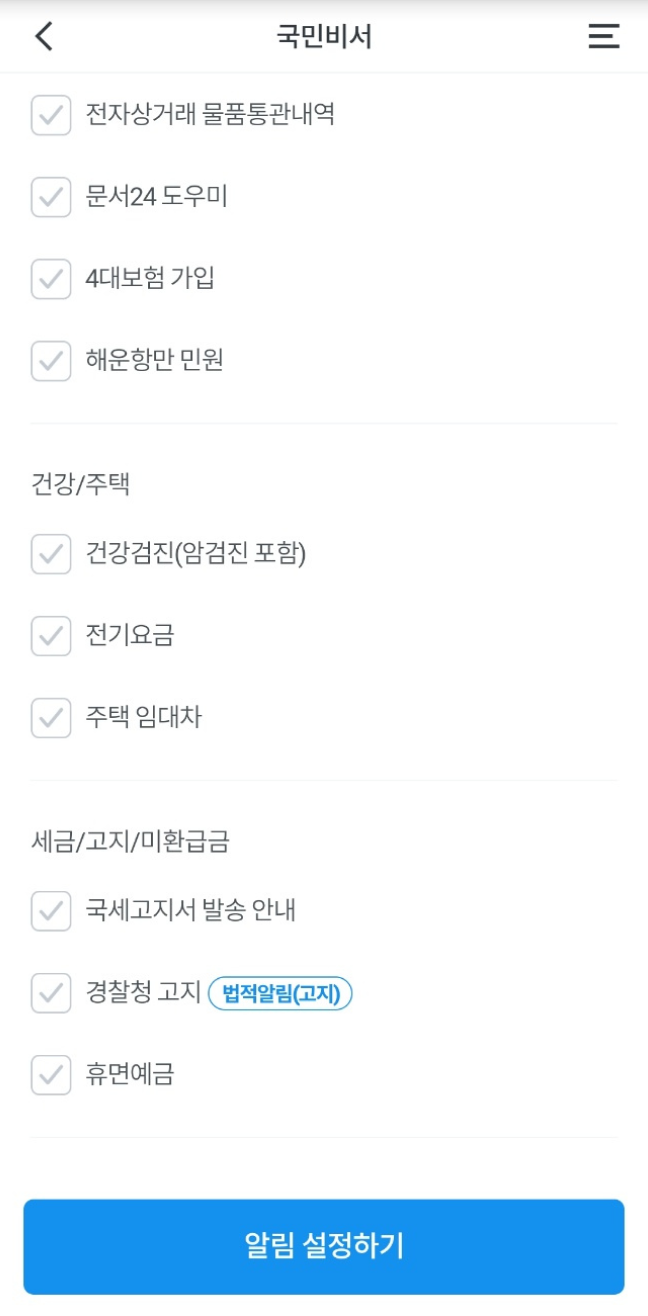 국민비서
전자상거래 물품통관내역
문서24 도우미
4대보험 가입
해운항만 민원
건강/주택
건강검진(암검진 포함)
전기요금
주택 임대차
세금/고지/미환급금
국세고지서 발송 안내
경찰청 고지 법적알림(고지)
휴면예금
알림 설정하기